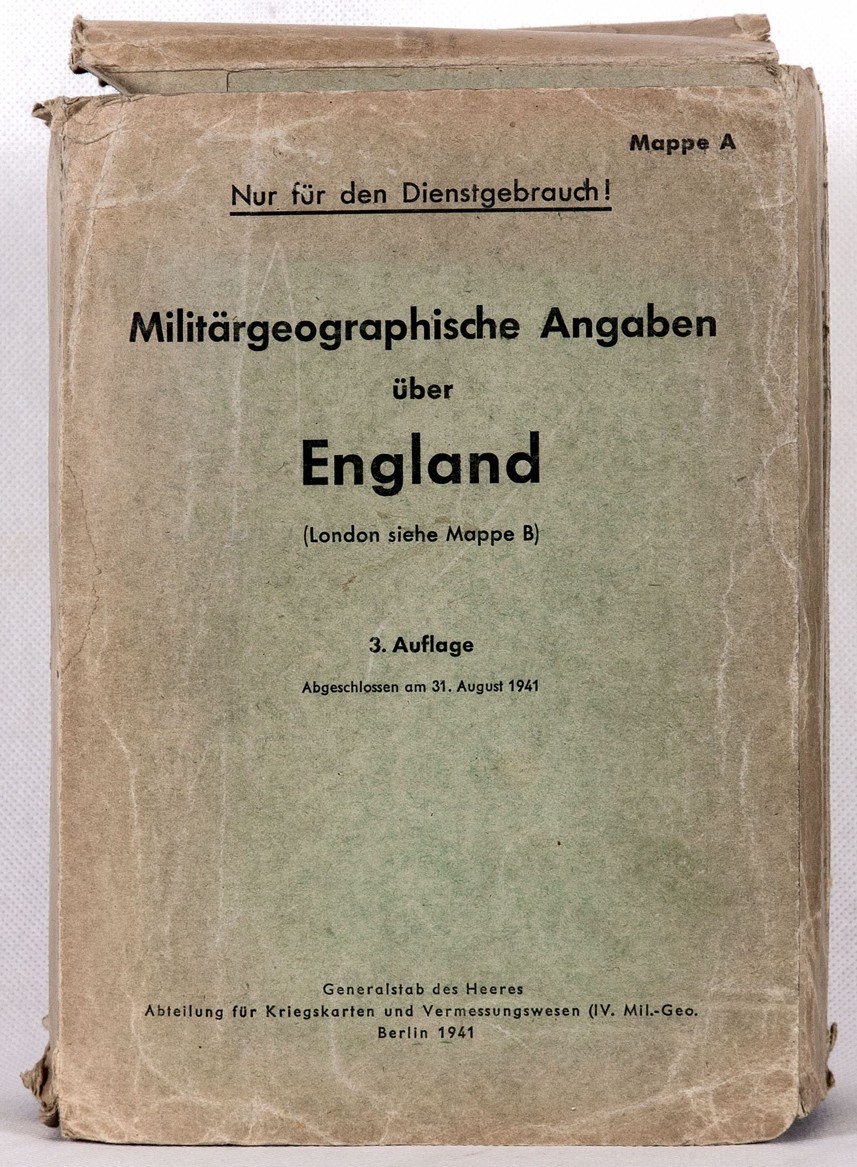 Mappe A
Nur für den Dienstgebrauch!
Militärgeographische Angaben
über
England
(London siehe Mappe B)
3. Auflage
Abgeschlossen am 31. August 1941
Generalstab des Heeres
Abteilung für Kriegskarten und Vermessungswesen (IV. Mil.-Geo.
Berlin 1941